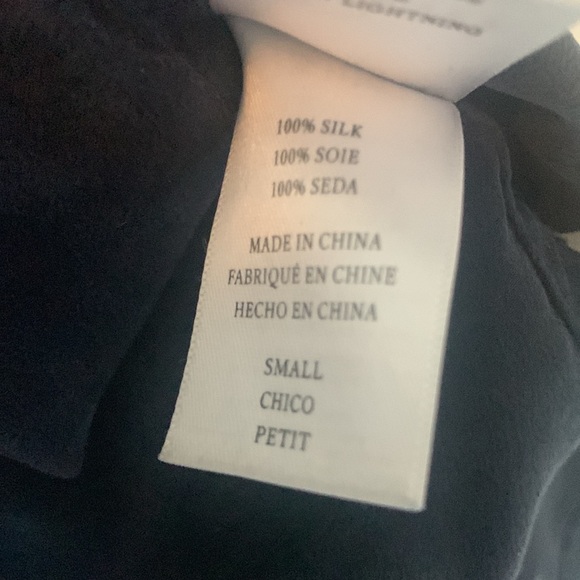 LIGHTNING
100% SILK
100% SOIE
100% SEDA
MADE IN CHINA
FABRIQUÉ EN CHINE
HECHO EN CHINA
SMALL
CHICO
PETIT